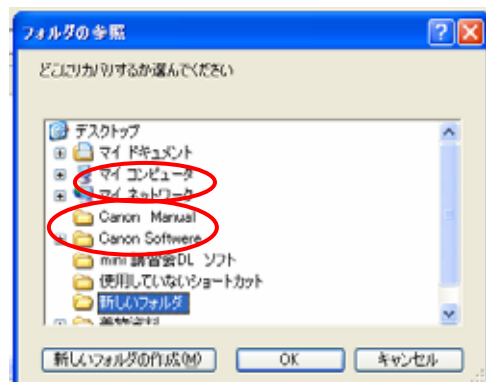 フォルダの参照
どこにリカバリするか選んでください
デスクトップ
マイ ドキュメント
マイ コンピュータ
マイ ネットワーク
Canon Manual
Canon Softwere
mini 講習会DL ソフト
使用していないショートカット
新しいフォルダ
着物資料
新しいフォルダの作成(M)
OK
キャンセル